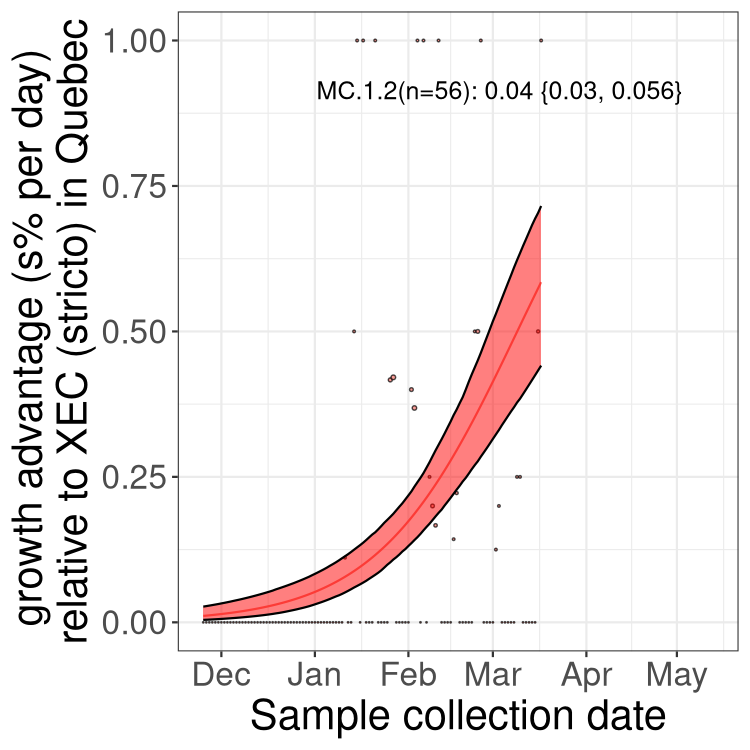 growth advantage (s% per day)
relative to XEC (stricto) in Quebec
1.00
0.75
0.50
0.25
0.00
MC.1.2(n=56): 0.04 {0.03, 0.056}
Dec Jan Feb Mar Apr May
Sample collection date